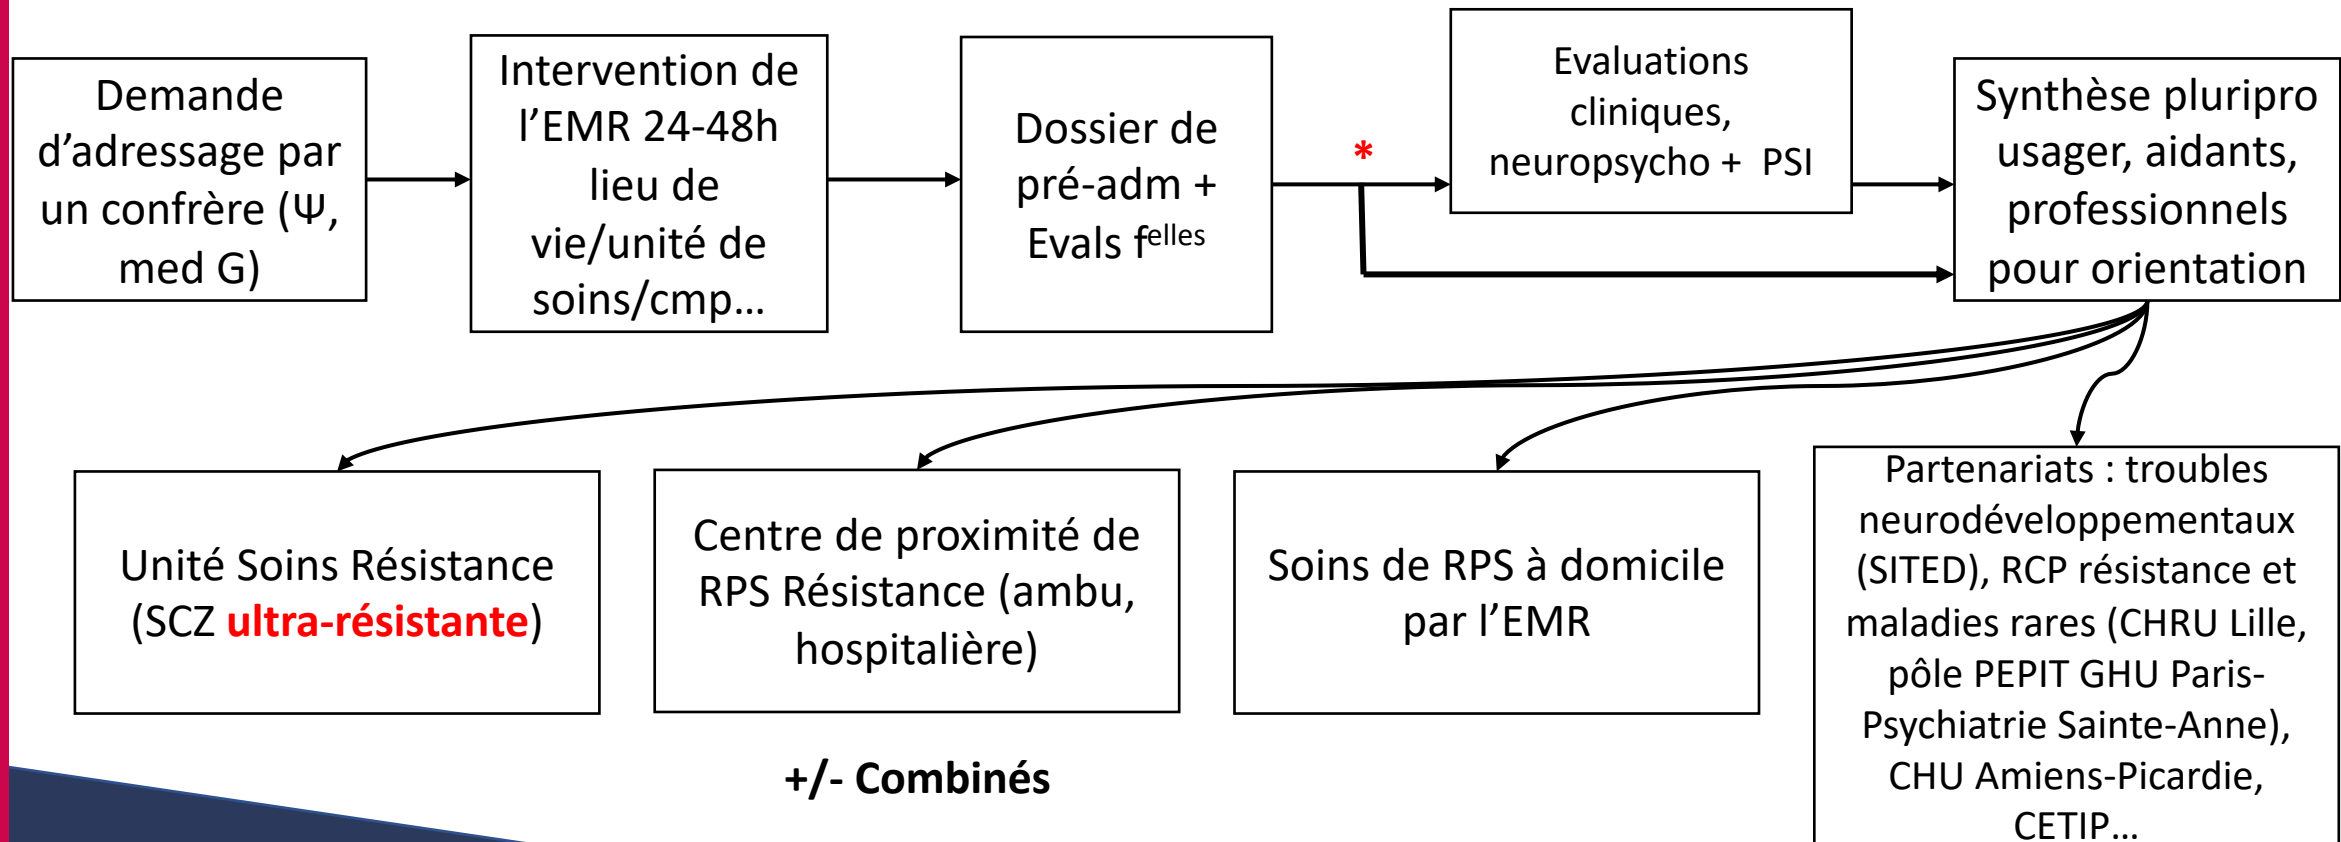 Demande
d’adressage par
un confrère (Ψ,
med G)
Intervention de
l’EMR 24-48h
lieu de
vie/unité de
soins/cmp…
Dossier de
pré-adm +
Evals felles
*
Evaluations
cliniques,
neuropsycho + PSI
Synthèse pluripro
usager, aidants,
professionnels
pour orientation
Unité Soins Résistance
(SCZ ultra-résistante)
Centre de proximité de
RPS Résistance (ambu,
hospitalière)
Soins de RPS à domicile
par l’EMR
Partenariats : troubles
neurodéveloppementaux
(SITED), RCP résistance et
maladies rares (CHRU Lille,
pôle PEPIT GHU Paris-
Psychiatrie Sainte-Anne),
CHU Amiens-Picardie,
CETIP…
+/- Combinés